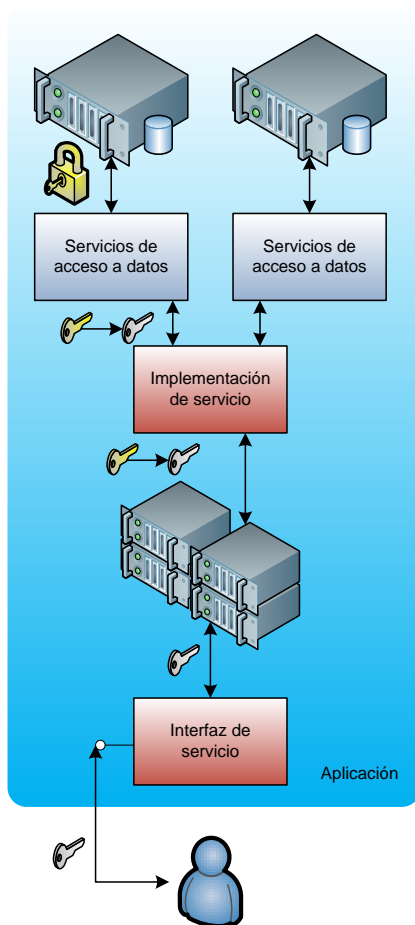 Servicios de
acceso a datos
Servicios de
acceso a datos
Implementación
de servicio
Interfaz de
servicio
Aplicación